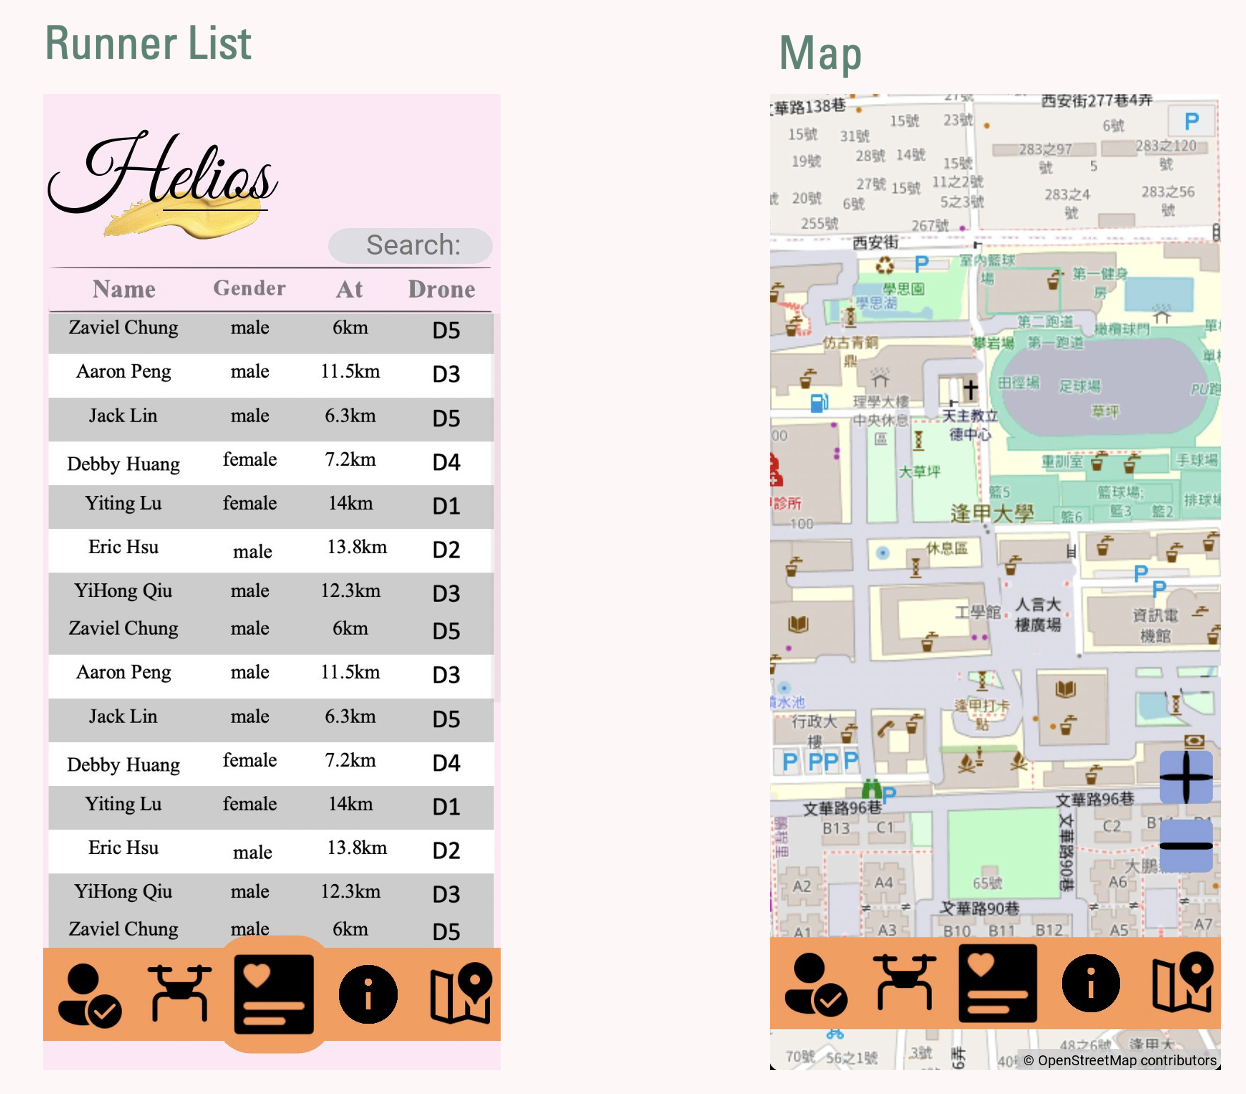 Runner List
Helios
Search:
Name Gender At Drone
Zaviel Chung male 6km D5
Aaron Peng male 11.5km D3
Jack Lin male 6.3km D5
Debby Huang female 7.2km D4
Yiting Lu female 14km D1
Eric Hsu male 13.8km D2
YiHong Qiu male 12.3km D3
Zaviel Chung male 6km D5
Aaron Peng male 11.5km D3
Jack Lin male 6.3km D5
Debby Huang female 7.2km D4
Yiting Lu female 14km D1
Eric Hsu male 13.8km D2
YiHong Qiu male 12.3km D3
Zaviel Chung male 6km D5
Map
文華路138巷
西安街277巷4弄
P
15號 31號 15號 23號 6號
283之97號
283之120號
19號 28號 14號 15號 5
20號 27號 15號 11之2號
6號 5之3號
283之4號
283之56號
255號 267號
西安街
P
室內籃球場
第一健身房
學思園
學思湖
第二跑道
橄欖球門
仿古青銅鼎
攀岩場
第一跑道
田徑場 足球場
草坪
理學大樓中央休息區
天主教立德中心
大草坪
重訓室
手球場
診所
100
籃5
籃球場;
籃6 籃3 籃2
逢甲大學
休息區
P
P
工學館
人言大樓廣場
資訊電機館
水池
逢甲打卡點
行政大樓
P PP P
P
文華路96巷
文華路96巷
B13 C1 C2
文華路90巷
A2 A4 65號 A6
文華路90巷
A1 A3 B10 B11 B12 A5 A7
70號 56之1號 3號 48之6號 逢甲大
© OpenStreetMap contributors